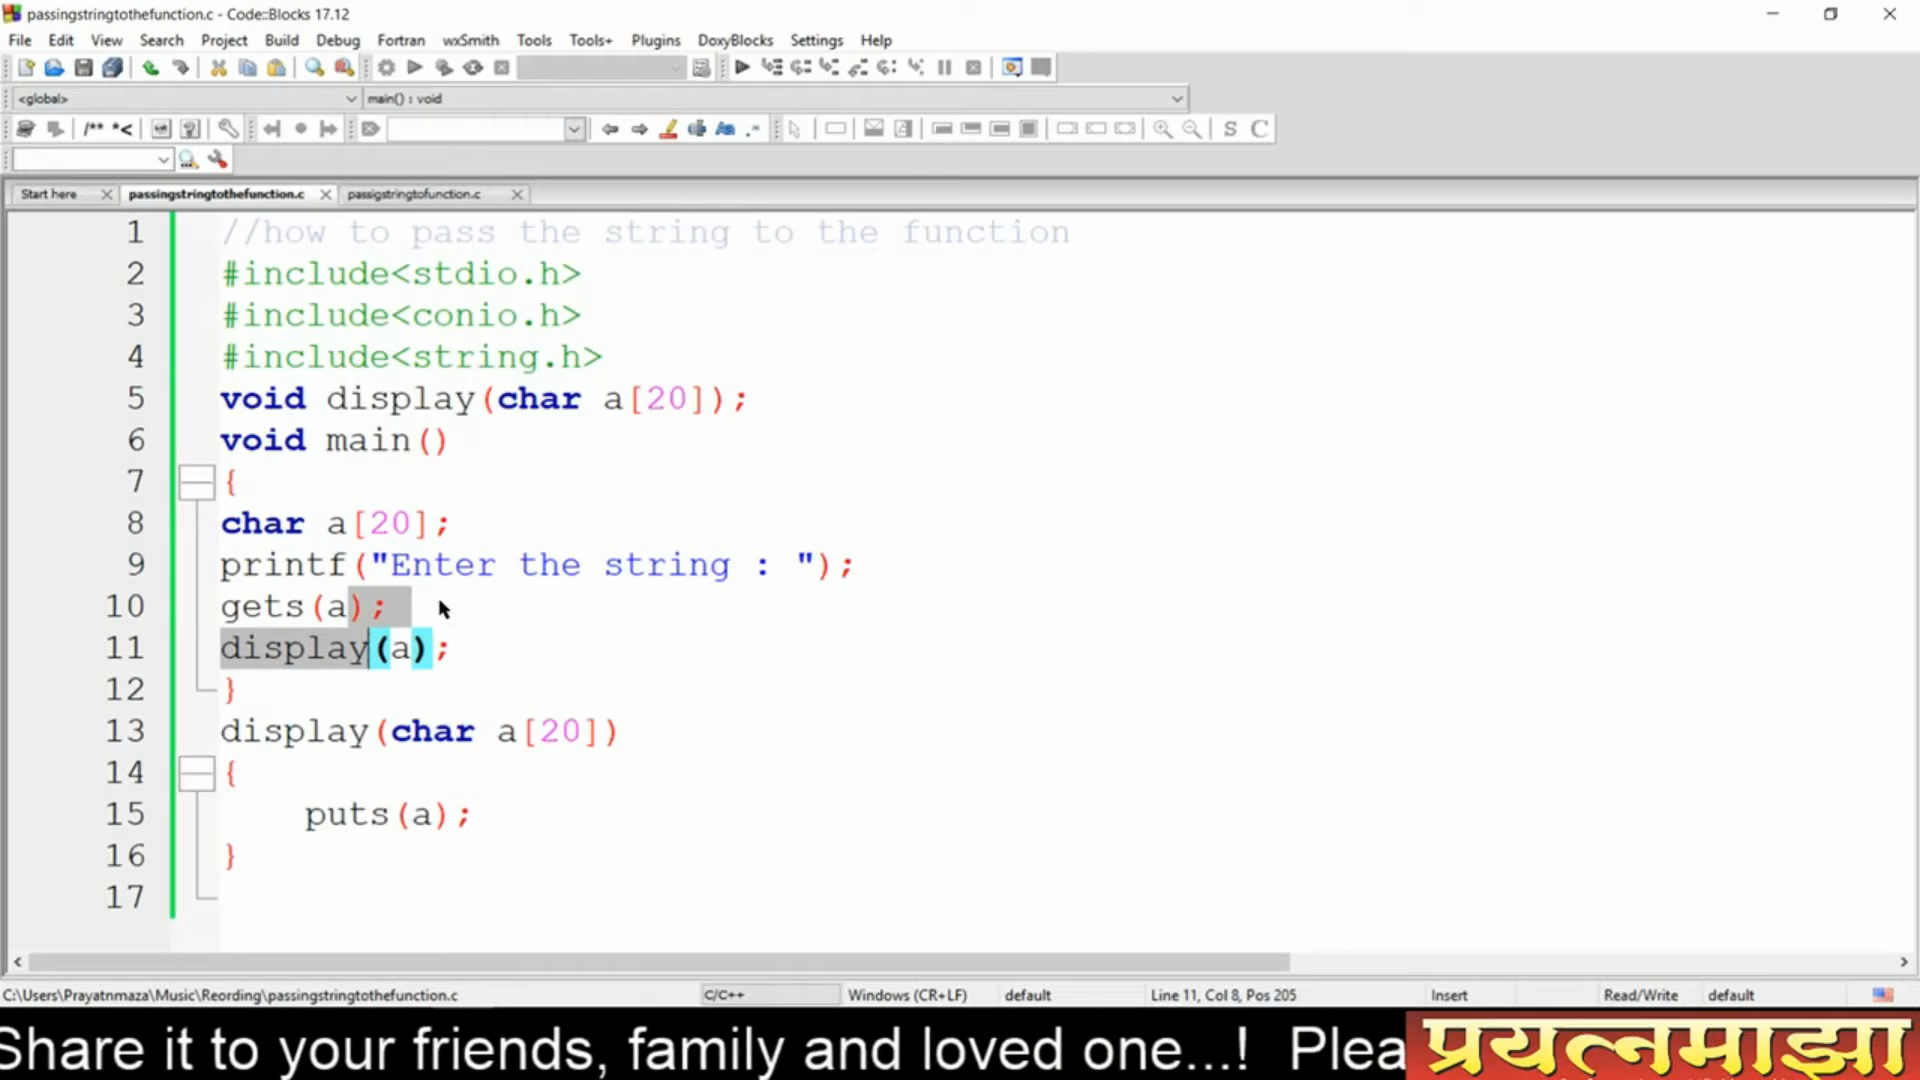 passingstringtothefunction.c - Code::Blocks 17.12
File Edit View Search Project Build Debug Fortran wxSmith Tools Tools+ Plugins DoxyBlocks Settings Help
<global> main() : void
/** *< .* S C
Start here passingstringtothefunction.c passigstringtofunction.c
1 //how to pass the string to the function
2 #include<stdio.h>
3 #include<conio.h>
4 #include<string.h>
5 void display(char a[20]);
6 void main()
7 {
8 char a[20];
9 printf("Enter the string : ");
10 gets(a);
11 display(a);
12 }
13 display(char a[20])
14 {
15 puts(a);
16 }
17
C:\Users\Prayatnmaza\Music\Reording\passingstringtothefunction.c C/C++ Windows (CR+LF) default Line 11, Col 8, Pos 205 Insert Read/Write default
Share it to your friends, family and loved one...! Plea प्रयत्नमाझा